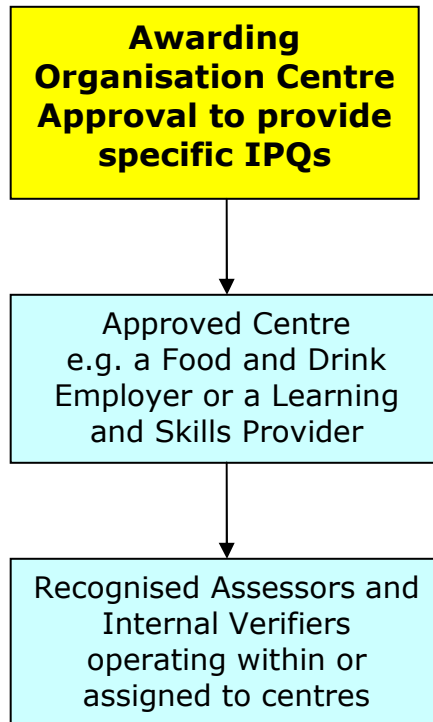 Awarding
Organisation Centre
Approval to provide
specific IPQs
Approved Centre
e.g. a Food and Drink
Employer or a Learning
and Skills Provider
Recognised Assessors and
Internal Verifiers
operating within or
assigned to centres